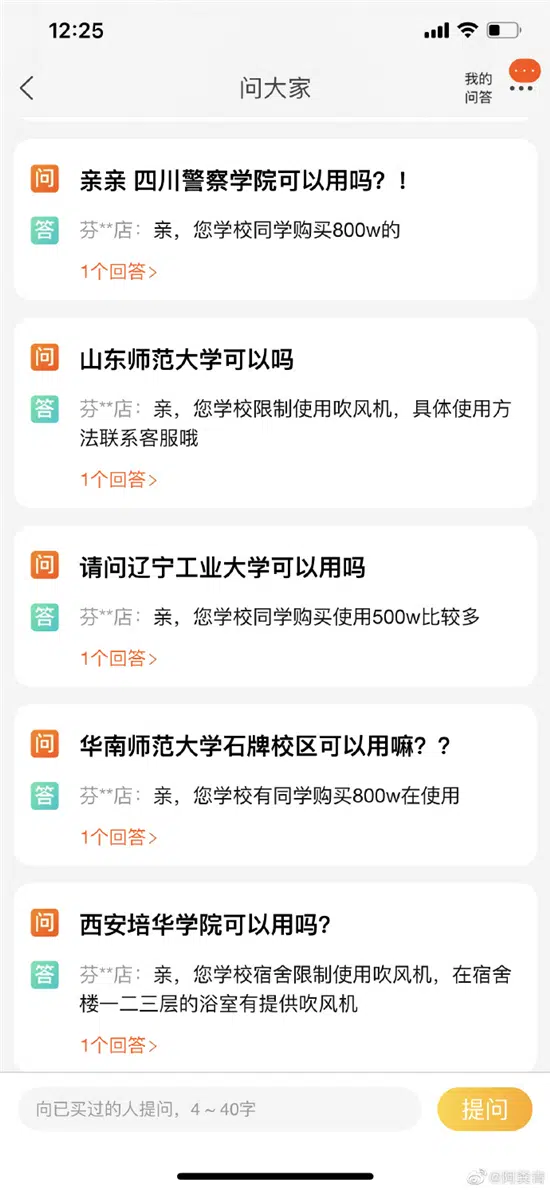 12:25
问大家
我的
问答
问 亲亲 四川警察学院可以用吗？！
答 芬**店：亲，您学校同学购买800w的
1个回答>
问 山东师范大学可以吗
答 芬**店：亲，您学校限制使用吹风机，具体使用方
法联系客服哦
1个回答>
问 请问辽宁工业大学可以用吗
答 芬**店：亲，您学校同学购买使用500w比较多
1个回答>
问 华南师范大学石牌校区可以用嘛？？
答 芬**店：亲，您学校有同学购买800w在使用
1个回答>
问 西安培华学院可以用吗?
答 芬**店：亲，您学校宿舍限制使用吹风机，在宿舍
楼一二三层的浴室有提供吹风机
1个回答>
向已买过的人提问，4～40字
提问